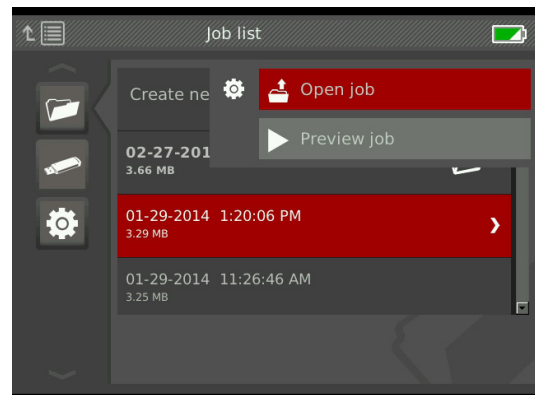 Job list
Create ne
Open job
Preview job
02-27-201
3.66 MB
01-29-2014 1:20:06 PM
3.29 MB
01-29-2014 11:26:46 AM
3.25 MB